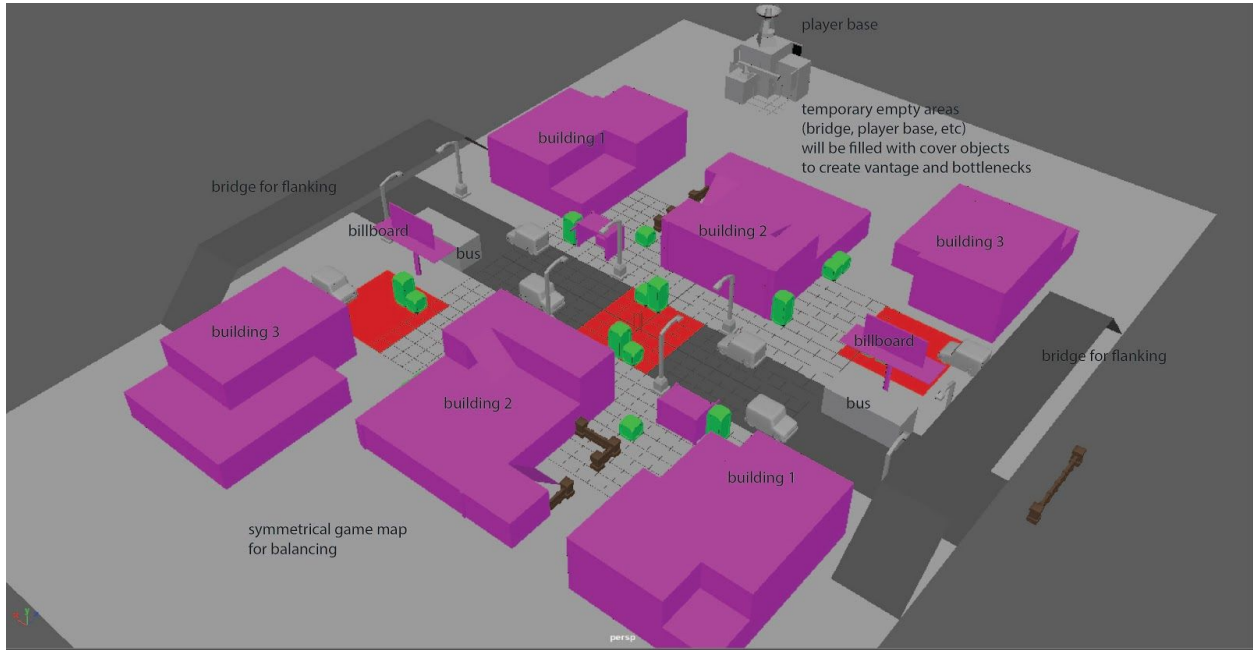 player base
temporary empty areas
(bridge, player base, etc)
will be filled with cover objects
to create vantage and bottlenecks
building 1
bridge for flanking
billboard
building 2
building 3
bus
building 3
billboard
bridge for flanking
building 2
bus
building 1
symmetrical game map
for balancing
persp